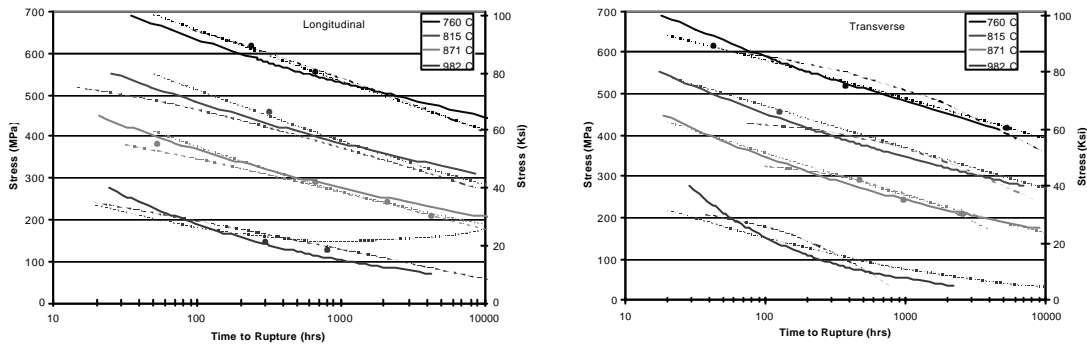 700
600
500
400
300
200
100
0
Stress (MPa)
Longitudinal
760 C
815 C
871 C
982 C
100
80
60
40
20
0
Stress (Ksi)
10
100
1000
10000
Time to Rupture (hrs)
700
600
500
400
300
200
100
0
Stress (MPa)
Transverse
760 C
815 C
871 C
982 C
100
80
60
40
20
0
Stress (Ksi)
10
100
1000
10000
Time to Rupture (hrs)